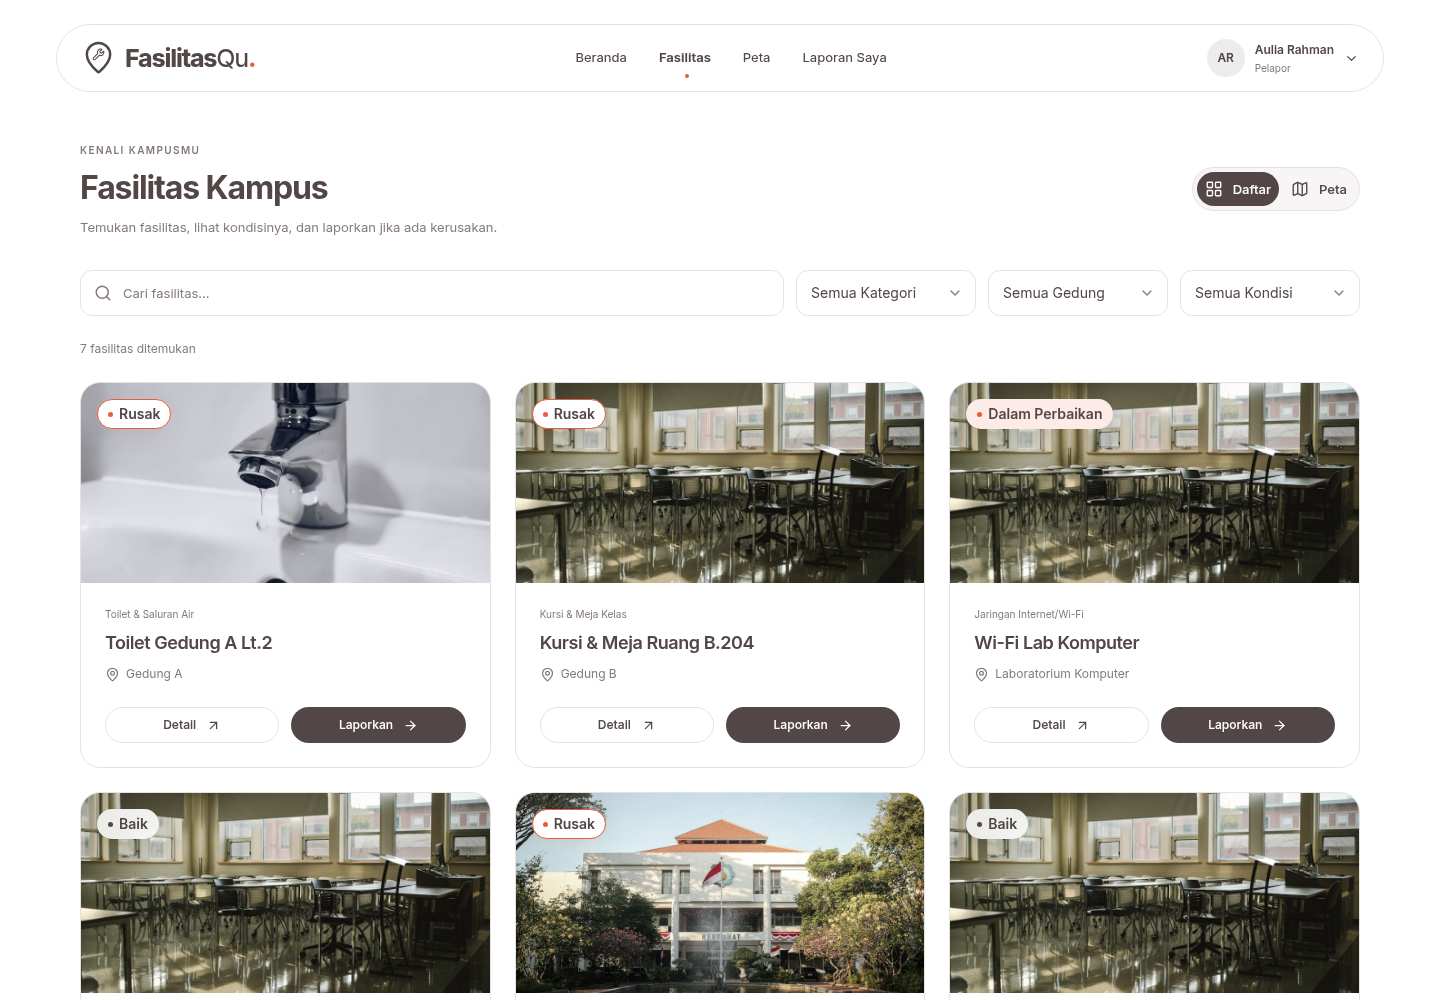 FasilitasQu.
Beranda
Fasilitas
Peta
Laporan Saya
AR
Aulia Rahman
Pelapor
KENALI KAMPUSMU
Fasilitas Kampus
Temukan fasilitas, lihat kondisinya, dan laporkan jika ada kerusakan.
Daftar
Peta
Cari fasilitas...
Semua Kategori
Semua Gedung
Semua Kondisi
7 fasilitas ditemukan
Rusak
Toilet & Saluran Air
Toilet Gedung A Lt.2
Gedung A
Detail
Laporkan
Rusak
Kursi & Meja Kelas
Kursi & Meja Ruang B.204
Gedung B
Detail
Laporkan
Dalam Perbaikan
Jaringan Internet/Wi-Fi
Wi-Fi Lab Komputer
Laboratorium Komputer
Detail
Laporkan
Baik
Rusak
Baik